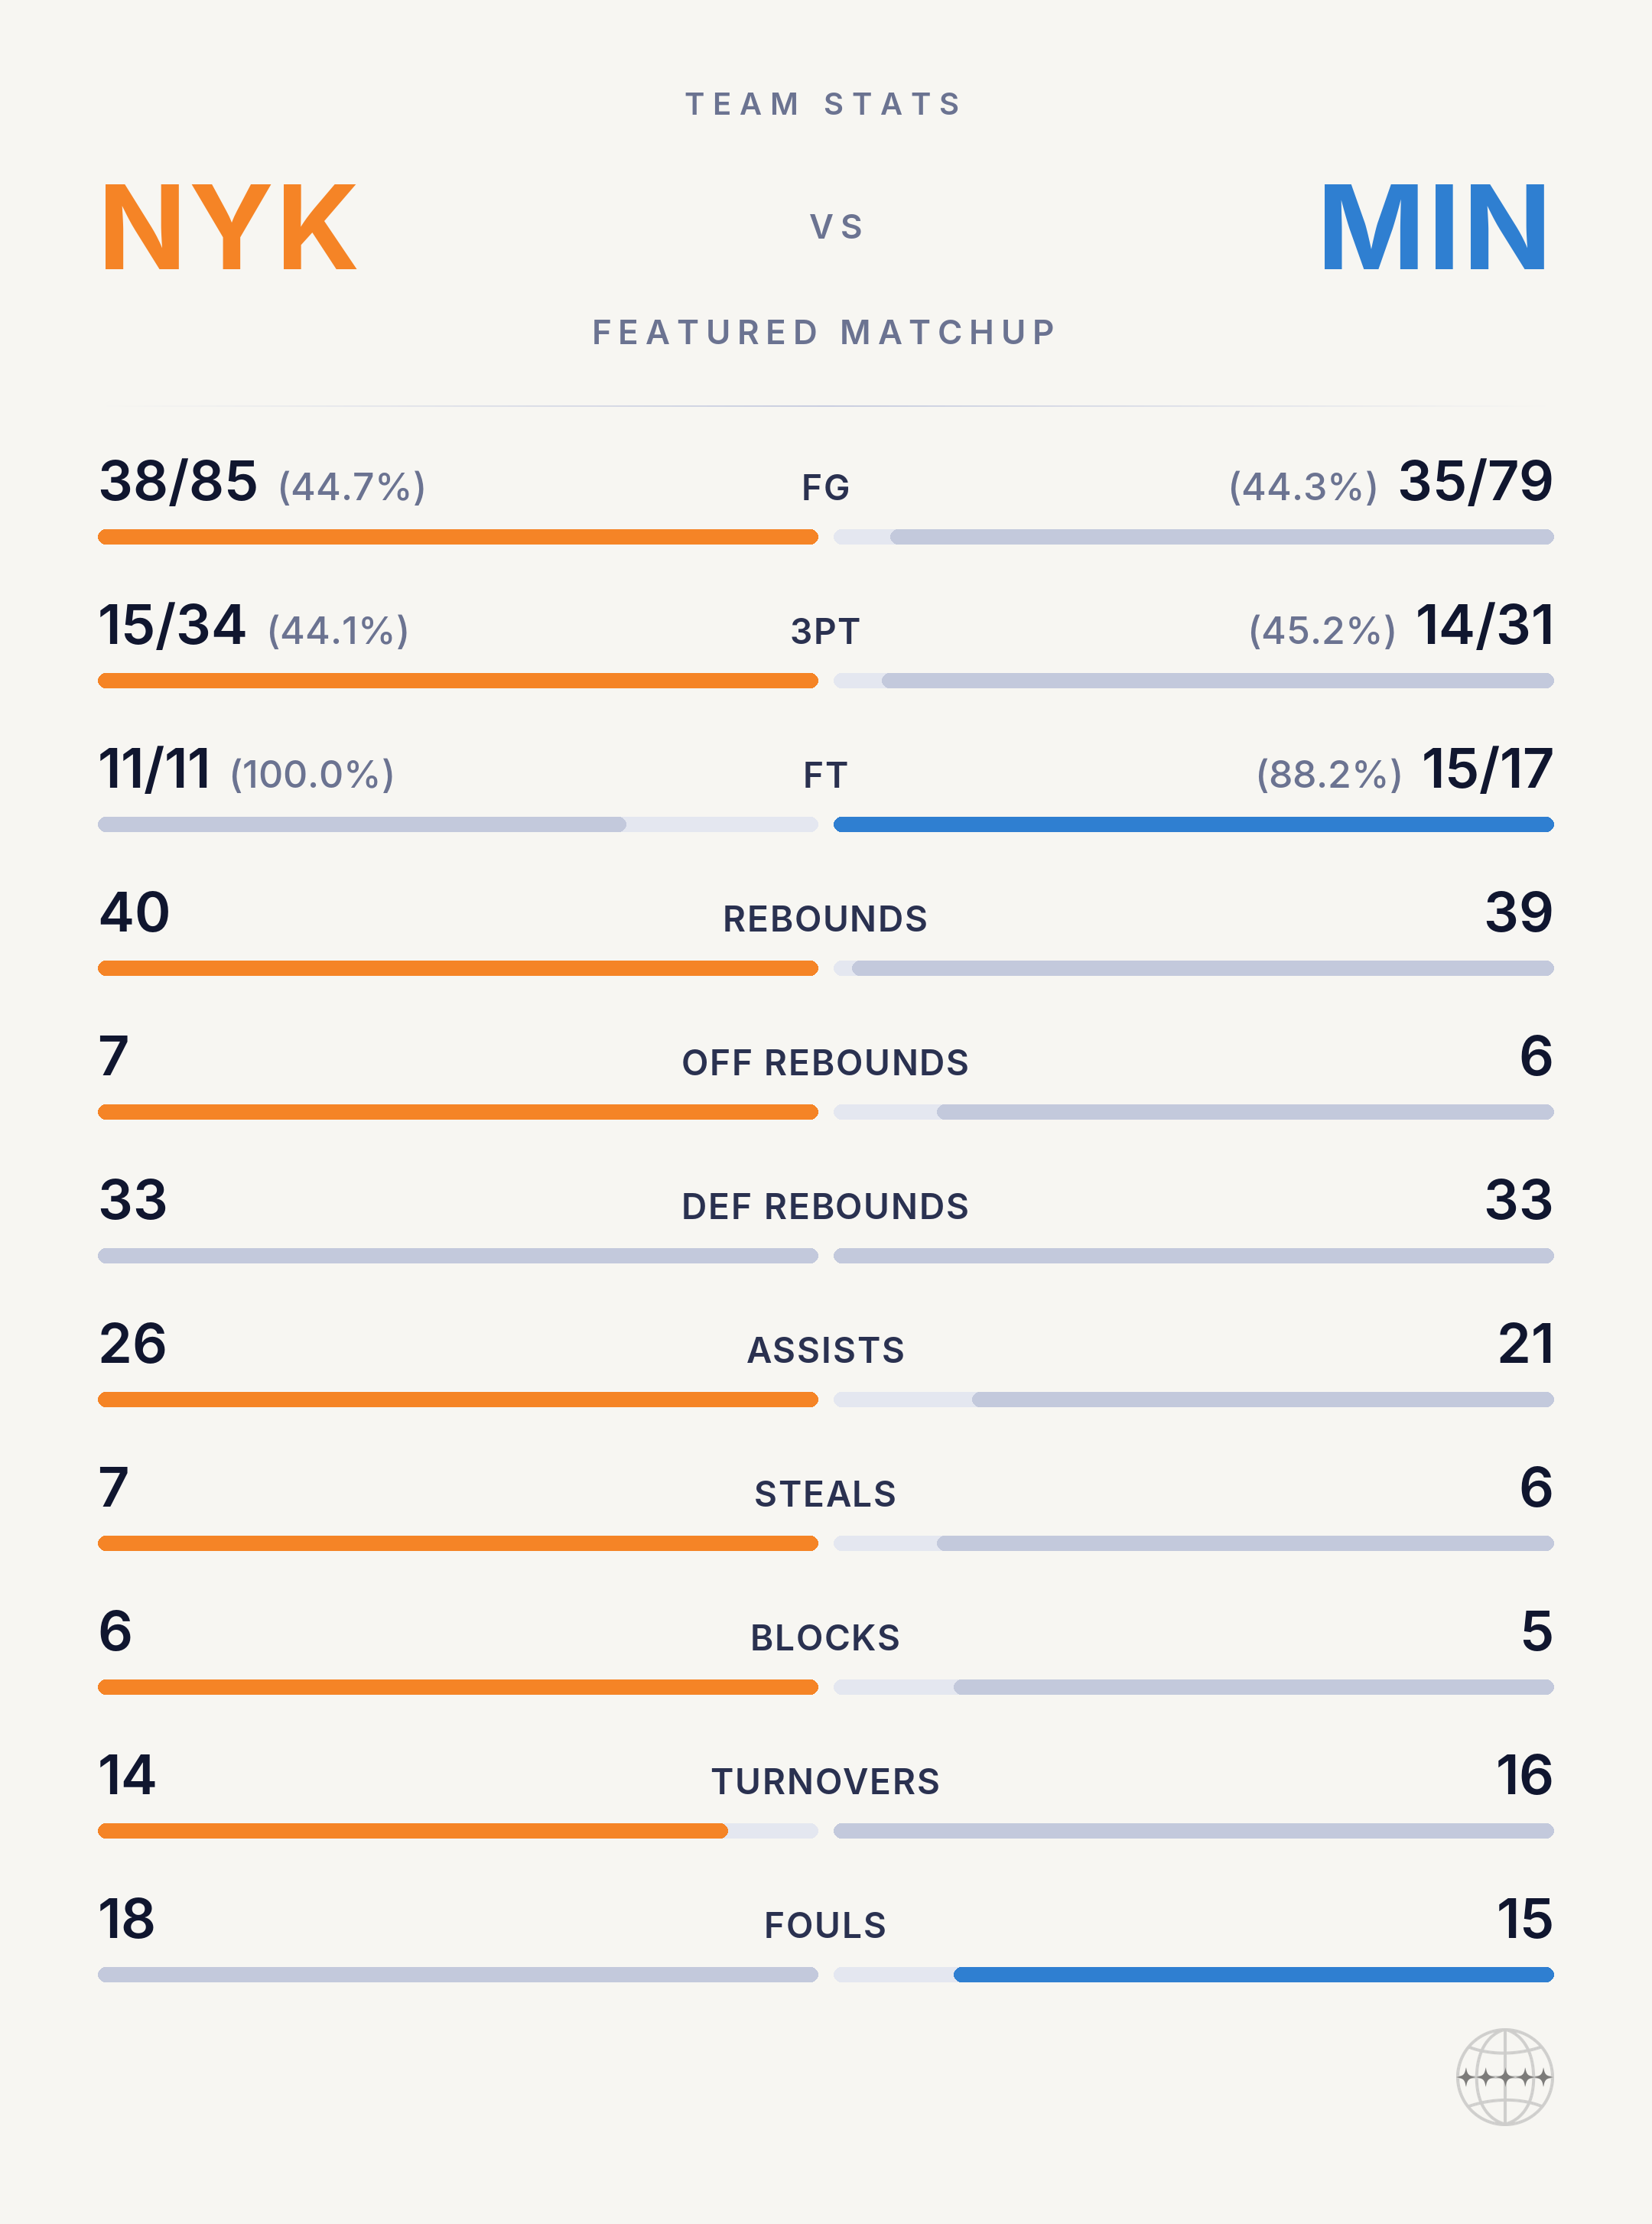 TEAM STATS
NYK VS MIN
FEATURED MATCHUP
38/85 (44.7%) FG (44.3%) 35/79
15/34 (44.1%) 3PT (45.2%) 14/31
11/11 (100.0%) FT (88.2%) 15/17
40 REBOUNDS 39
7 OFF REBOUNDS 6
33 DEF REBOUNDS 33
26 ASSISTS 21
7 STEALS 6
6 BLOCKS 5
14 TURNOVERS 16
18 FOULS 15